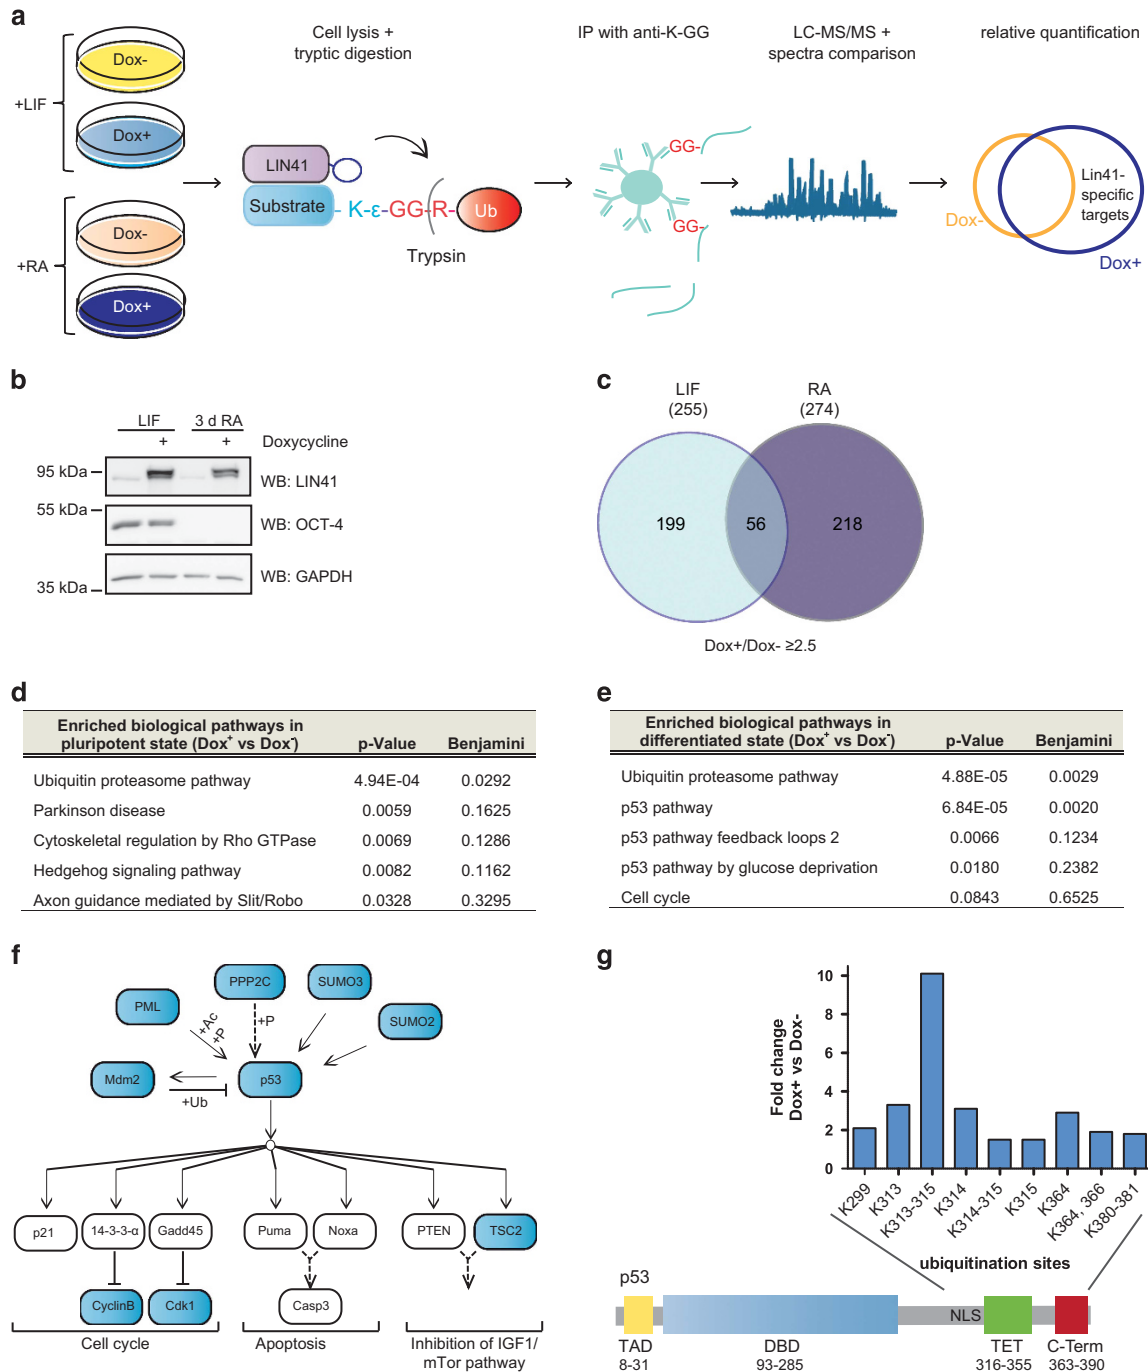 a
Cell lysis +
tryptic digestion
IP with anti-K-GG
LC-MS/MS +
spectra comparison
relative quantification
+LIF
Dox-
Dox+
+RA
Dox-
Dox+
LIN41
Substrate
- K-ε-GG-R-
Ub
Trypsin
GG-
GG-
Lin41-
specific
targets
Dox-
Dox+
b
LIF
3 d RA
+
+
Doxycycline
95 kDa
WB: LIN41
55 kDa
WB: OCT-4
WB: GAPDH
35 kDa
c
LIF
(255)
RA
(274)
199
56
218
Dox+/Dox- ≥2.5
d
Enriched biological pathways in
pluripotent state (Dox+ vs Dox-) p-Value Benjamini
Ubiquitin proteasome pathway 4.94E-04 0.0292
Parkinson disease 0.0059 0.1625
Cytoskeletal regulation by Rho GTPase 0.0069 0.1286
Hedgehog signaling pathway 0.0082 0.1162
Axon guidance mediated by Slit/Robo 0.0328 0.3295
e
Enriched biological pathways in
differentiated state (Dox+ vs Dox-) p-Value Benjamini
Ubiquitin proteasome pathway 4.88E-05 0.0029
p53 pathway 6.84E-05 0.0020
p53 pathway feedback loops 2 0.0066 0.1234
p53 pathway by glucose deprivation 0.0180 0.2382
Cell cycle 0.0843 0.6525
f
PML
PPP2C
SUMO3
SUMO2
+Ac
+P
+P
Mdm2
p53
+Ub
p21
14-3-3-α
Gadd45
Puma
Noxa
PTEN
TSC2
CyclinB
Cdk1
Casp3
Cell cycle
Apoptosis
Inhibition of IGF1/
mTor pathway
g
Fold change
Dox+ vs Dox-
10
8
6
4
2
0
K299
K313
K313-315
K314
K314-315
K315
K364
K364, 366
K380-381
ubiquitination sites
p53
NLS
TAD
8-31
DBD
93-285
TET
316-355
C-Term
363-390